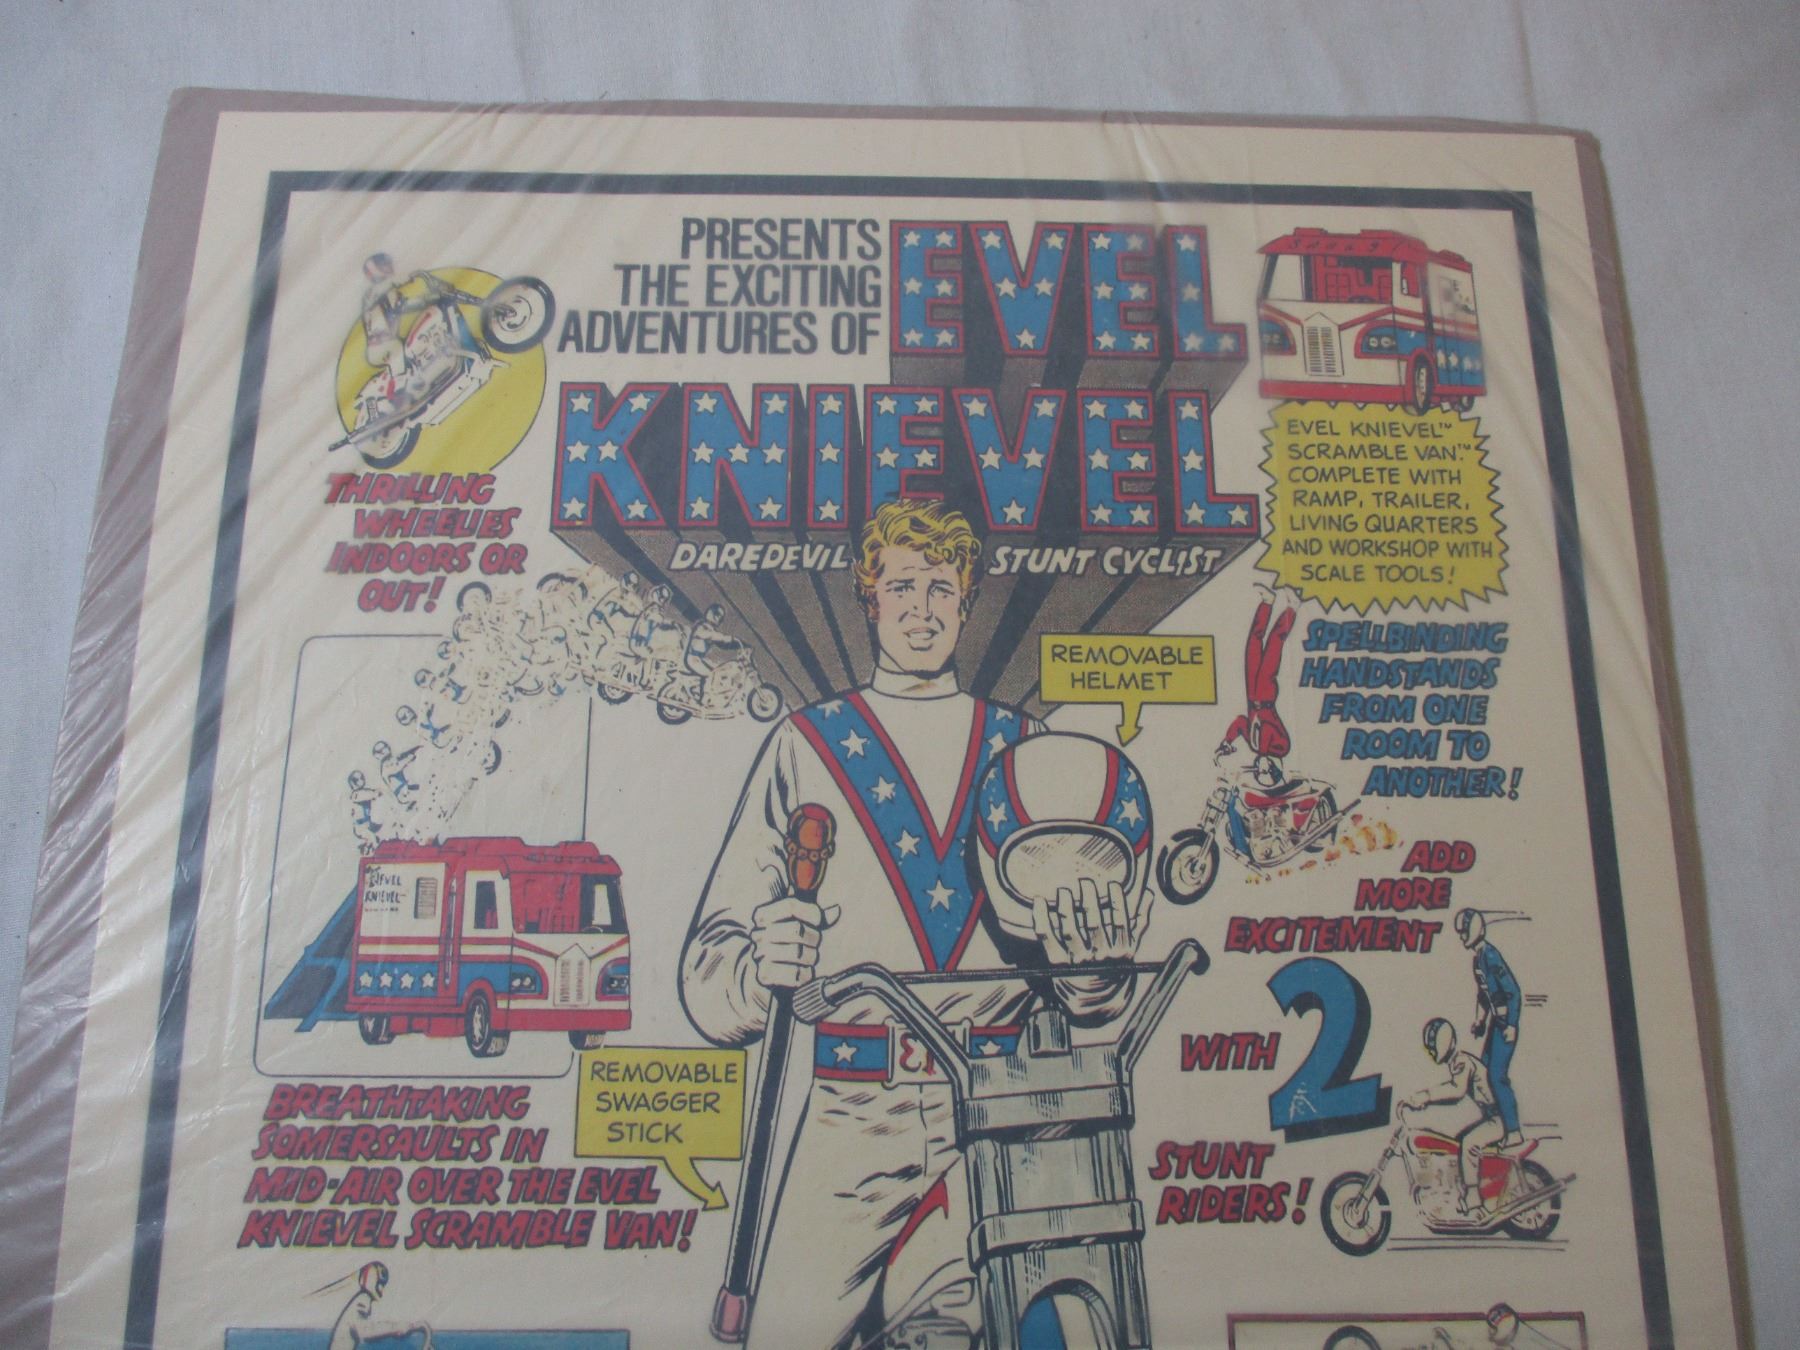 PRESENTS
THE EXCITING
ADVENTURES OF
EVEL
KNIEVEL
DAREDEVIL STUNT CYCLIST
THRILLING
WHEELIES
INDOORS OR
OUT!
EVEL KNIEVEL™
SCRAMBLE VAN™
COMPLETE WITH
RAMP, TRAILER,
LIVING QUARTERS
AND WORKSHOP WITH
SCALE TOOLS!
REMOVABLE
HELMET
SPELLBINDING
HANDSTANDS
FROM ONE
ROOM TO
ANOTHER!
EVEL
KNIEVEL
ADD
MORE
EXCITEMENT
WITH 2
STUNT
RIDERS!
REMOVABLE
SWAGGER
STICK
BREATHTAKING
SOMERSAULTS IN
MID-AIR OVER THE EVEL
KNIEVEL SCRAMBLE VAN!